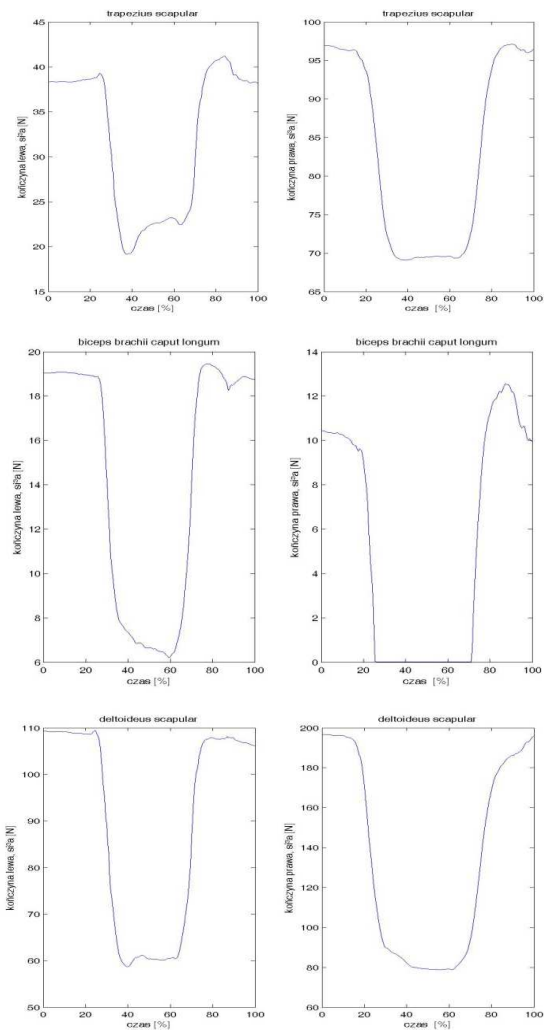 trapezius scapular
45
40
35
30
25
20
15
0 20 40 60 80 100
czas [%]
kończyna lewa, si³a [N]
trapezius scapular
100
95
90
85
80
75
70
65
0 20 40 60 80 100
czas [%]
kończyna prawa, si³a [N]
biceps brachii caput longum
20
18
16
14
12
10
8
6
0 20 40 60 80 100
czas [%]
kończyna lewa, si³a [N]
biceps brachii caput longum
14
12
10
8
6
4
2
0
0 20 40 60 80 100
czas [%]
kończyna prawa, si³a [N]
deltoideus scapular
110
100
90
80
70
60
50
0 20 40 60 80 100
czas [%]
kończyna lewa, si³a [N]
deltoideus scapular
200
180
160
140
120
100
80
60
0 20 40 60 80 100
czas [%]
kończyna prawa, si³a [N]